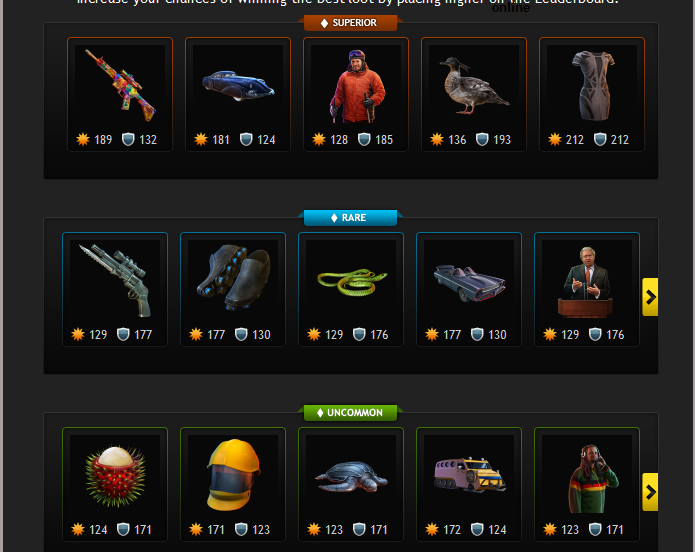 Increase your chances of winning the best loot by placing higher on the Leaderboard.
online
SUPERIOR
189 132 181 124 128 185 136 193 212 212
RARE
129 177 177 130 129 176 177 130 129 176
UNCOMMON
124 171 171 123 123 171 172 124 123 171